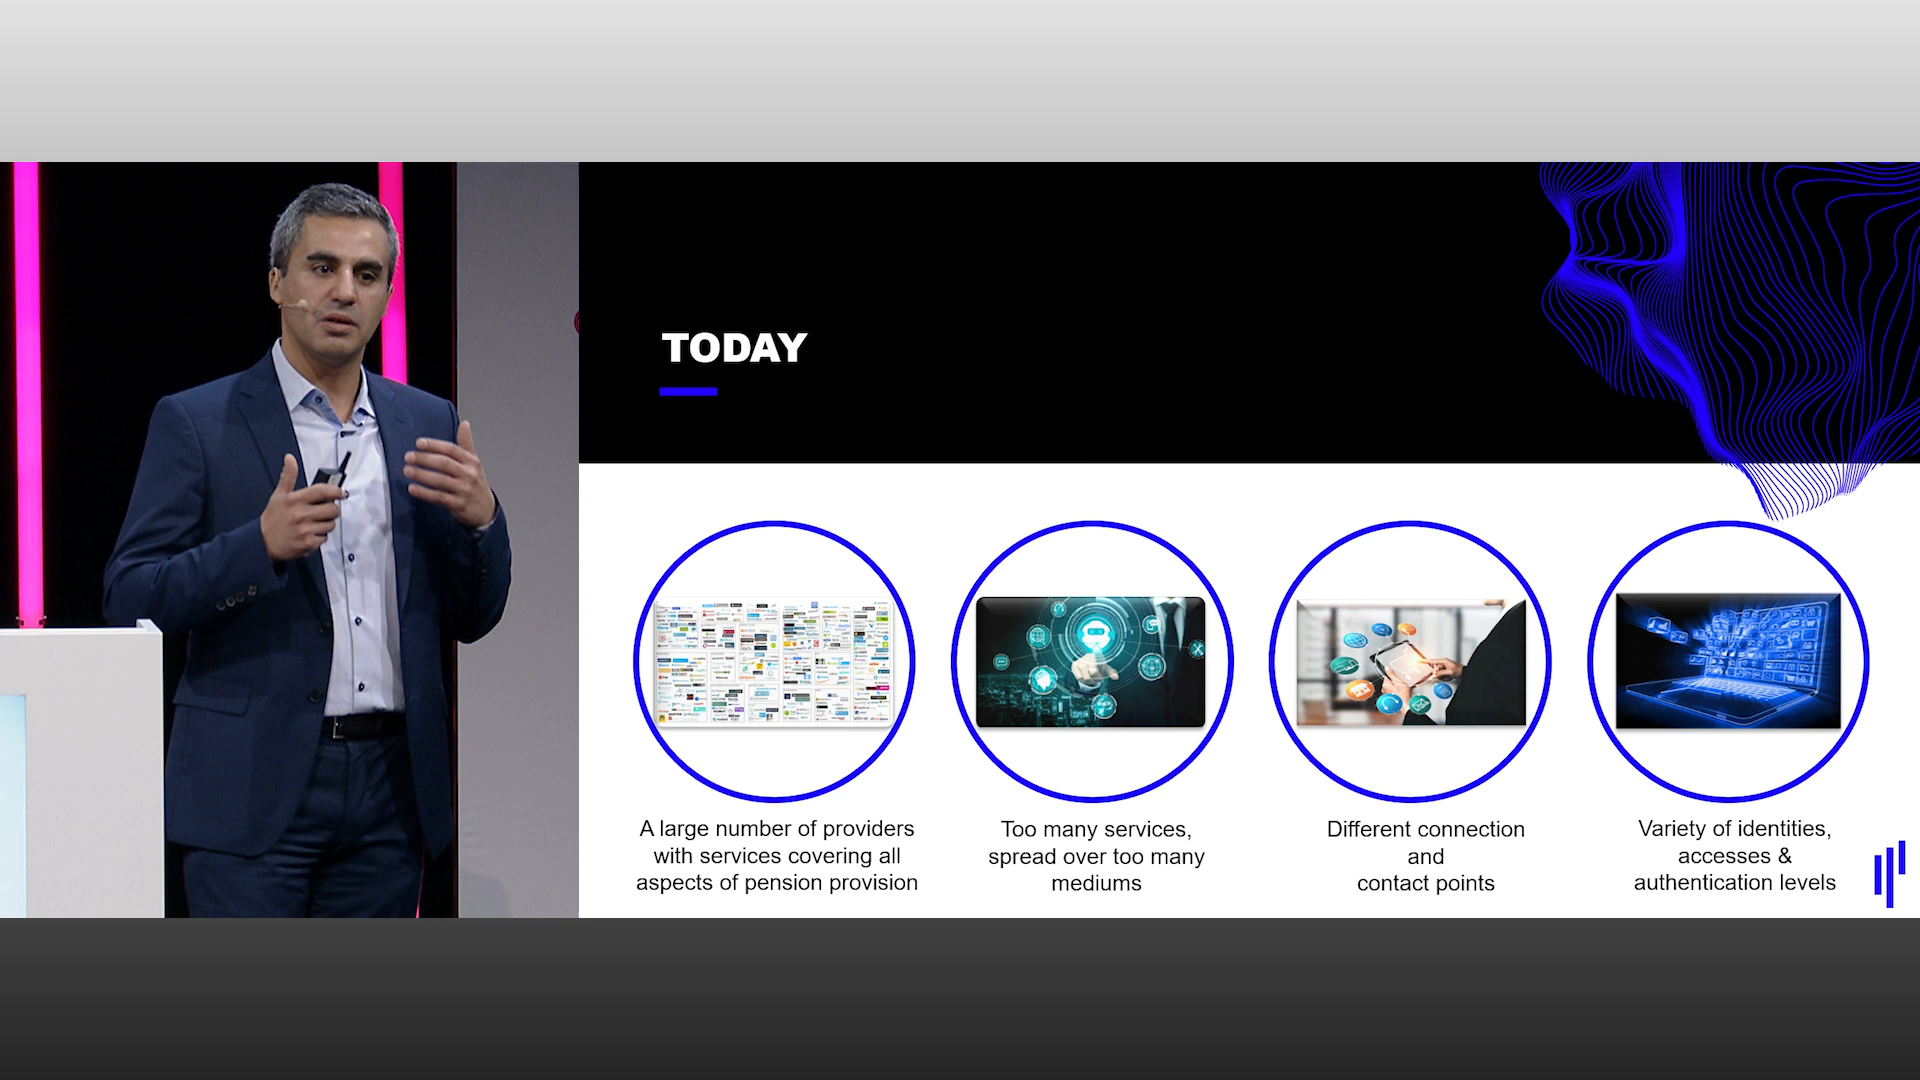 TODAY
A large number of providers
with services covering all
aspects of pension provision
Too many services,
spread over too many
mediums
Different connection
and
contact points
Variety of identities,
accesses &
authentication levels